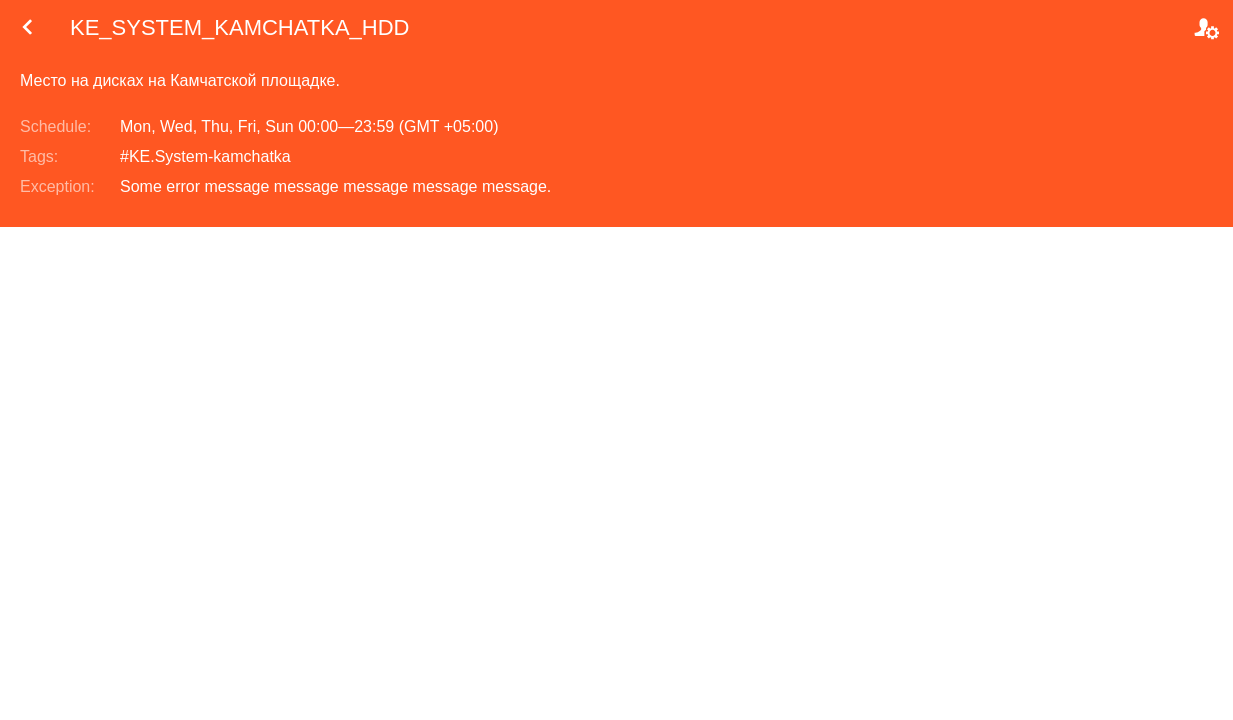 KE_SYSTEM_KAMCHATKA_HDD
Место на дисках на Камчатской площадке.
Schedule: Mon, Wed, Thu, Fri, Sun 00:00—23:59 (GMT +05:00)
Tags: #KE.System-kamchatka
Exception: Some error message message message message message.